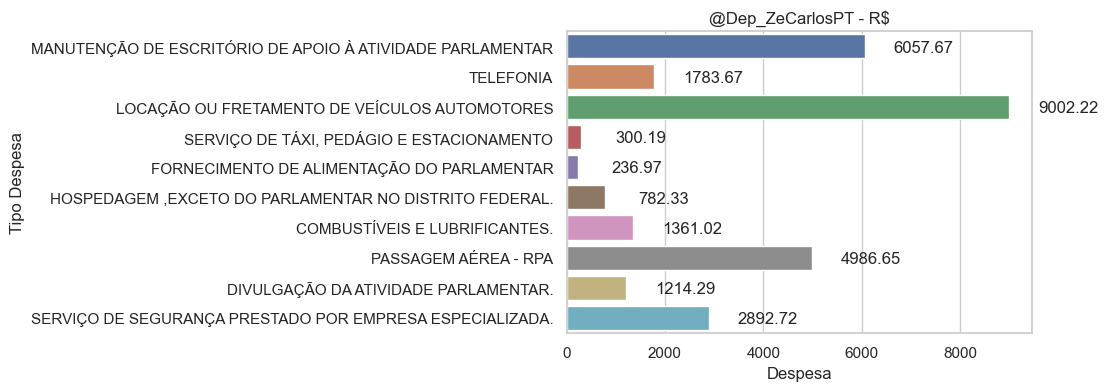 @Dep_ZeCarlosPT - R$
Tipo Despesa
MANUTENÇÃO DE ESCRITÓRIO DE APOIO À ATIVIDADE PARLAMENTAR 6057.67
TELEFONIA 1783.67
LOCAÇÃO OU FRETAMENTO DE VEÍCULOS AUTOMOTORES 9002.22
SERVIÇO DE TÁXI, PEDÁGIO E ESTACIONAMENTO 300.19
FORNECIMENTO DE ALIMENTAÇÃO DO PARLAMENTAR 236.97
HOSPEDAGEM ,EXCETO DO PARLAMENTAR NO DISTRITO FEDERAL. 782.33
COMBUSTÍVEIS E LUBRIFICANTES. 1361.02
PASSAGEM AÉREA - RPA 4986.65
DIVULGAÇÃO DA ATIVIDADE PARLAMENTAR. 1214.29
SERVIÇO DE SEGURANÇA PRESTADO POR EMPRESA ESPECIALIZADA. 2892.72
0 2000 4000 6000 8000
Despesa